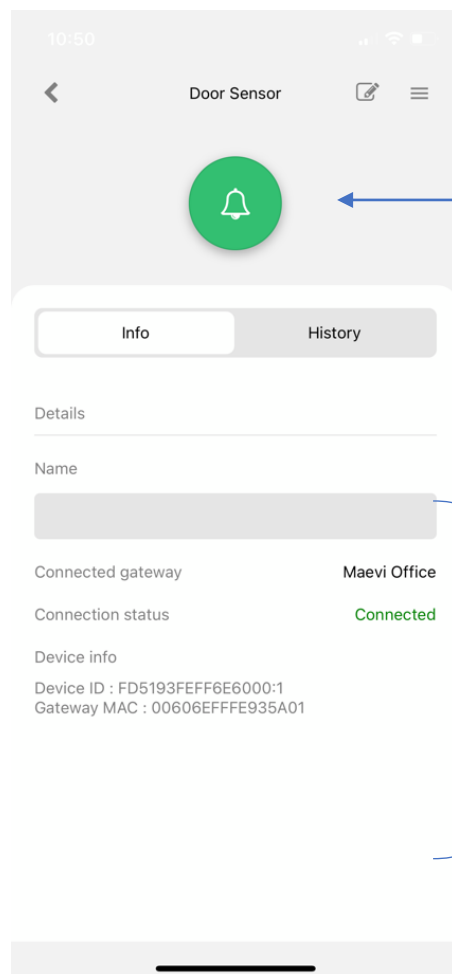 10:50
Door Sensor
Info
History
Details
Name
Connected gateway
Maevi Office
Connection status
Connected
Device info
Device ID : FD5193FEFF6E6000:1
Gateway MAC : 00606EFFFE935A01